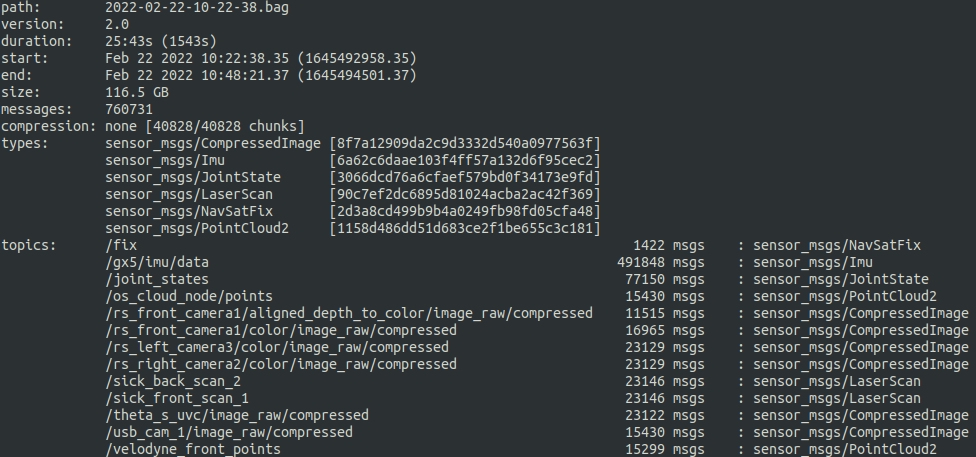 path: 2022-02-22-10-22-38.bag
version: 2.0
duration: 25:43s (1543s)
start: Feb 22 2022 10:22:38.35 (1645492958.35)
end: Feb 22 2022 10:48:21.37 (1645494501.37)
size: 116.5 GB
messages: 760731
compression: none [40828/40828 chunks]
types: sensor_msgs/CompressedImage [8f7a12909da2c9d3332d540a0977563f]
sensor_msgs/Imu [6a62c6daae103f4ff57a132d6f95cec2]
sensor_msgs/JointState [3066dcd76a6cfaef579bd0f34173e9fd]
sensor_msgs/LaserScan [90c7ef2dc6895d81024acba2ac42f369]
sensor_msgs/NavSatFix [2d3a8cd499b9b4a0249fb98fd05cfa48]
sensor_msgs/PointCloud2 [1158d486dd51d683ce2f1be655c3c181]
topics: /fix 1422 msgs : sensor_msgs/NavSatFix
/gx5/imu/data 491848 msgs : sensor_msgs/Imu
/joint_states 77150 msgs : sensor_msgs/JointState
/os_cloud_node/points 15430 msgs : sensor_msgs/PointCloud2
/rs_front_camera1/aligned_depth_to_color/image_raw/compressed 11515 msgs : sensor_msgs/CompressedImage
/rs_front_camera1/color/image_raw/compressed 16965 msgs : sensor_msgs/CompressedImage
/rs_left_camera3/color/image_raw/compressed 23129 msgs : sensor_msgs/CompressedImage
/rs_right_camera2/color/image_raw/compressed 23129 msgs : sensor_msgs/CompressedImage
/sick_back_scan_2 23146 msgs : sensor_msgs/LaserScan
/sick_front_scan_1 23146 msgs : sensor_msgs/LaserScan
/theta_s_uvc/image_raw/compressed 23122 msgs : sensor_msgs/CompressedImage
/usb_cam_1/image_raw/compressed 15430 msgs : sensor_msgs/CompressedImage
/velodyne_front_points 15299 msgs : sensor_msgs/PointCloud2